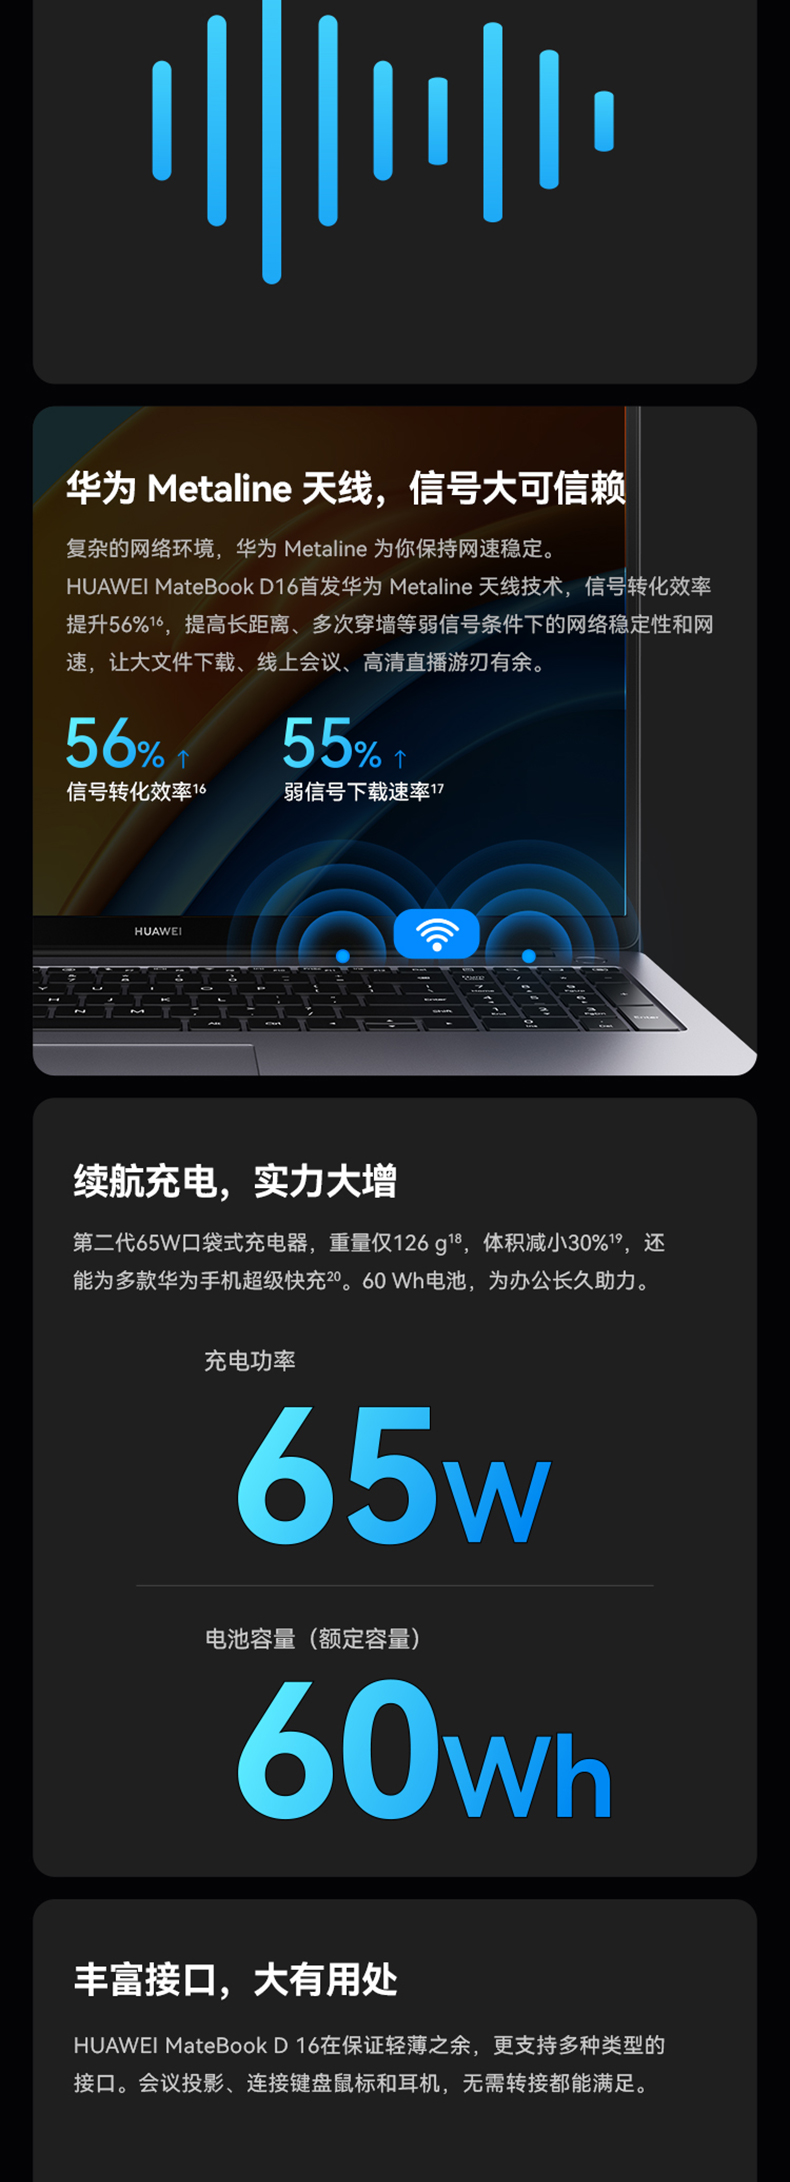 华为 Metaline 天线，信号大可信赖
复杂的网络环境，华为 Metaline 为你保持网速稳定。
HUAWEI MateBook D16首发华为 Metaline 天线技术，信号转化效率
提升56%¹⁶，提高长距离、多次穿墙等弱信号条件下的网络稳定性和网
速，让大文件下载、线上会议、高清直播游刃有余。
56% ↑ 55% ↑
信号转化效率¹⁶ 弱信号下载速率¹⁷
HUAWEI
续航充电，实力大增
第二代65W口袋式充电器，重量仅126 g¹⁸，体积减小30%¹⁹，还
能为多款华为手机超级快充²⁰。60 Wh电池，为办公长久助力。
充电功率
65W
电池容量（额定容量）
60Wh
丰富接口，大有用处
HUAWEI MateBook D 16在保证轻薄之余，更支持多种类型的
接口。会议投影、连接键盘鼠标和耳机，无需转接都能满足。